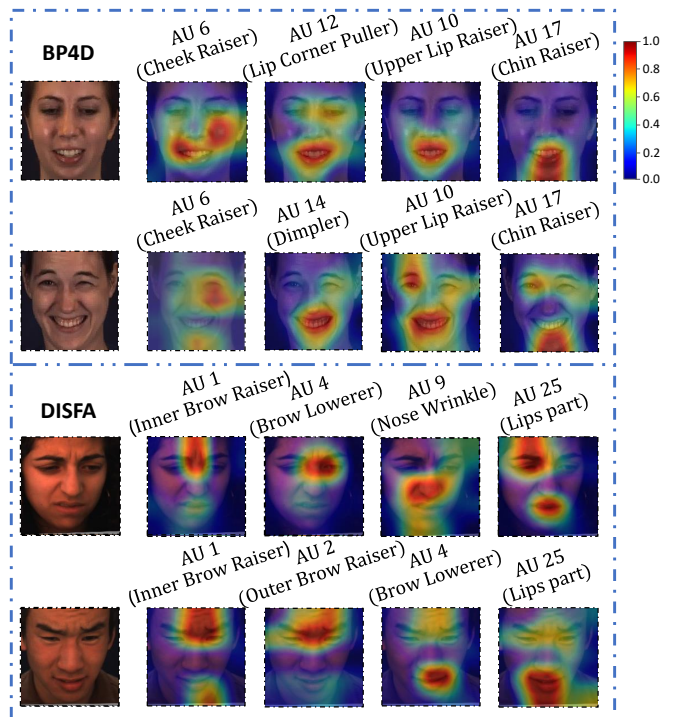 BP4D
AU 6
(Cheek Raiser)
AU 12
(Lip Corner Puller)
AU 10
(Upper Lip Raiser)
AU 17
(Chin Raiser)
1.0
0.8
0.6
0.4
0.2
0.0
AU 6
(Cheek Raiser)
AU 14
(Dimpler)
AU 10
(Upper Lip Raiser)
AU 17
(Chin Raiser)
DISFA
AU 1
(Inner Brow Raiser)
AU 4
(Brow Lowerer)
AU 9
(Nose Wrinkle)
AU 25
(Lips part)
AU 1
(Inner Brow Raiser)
AU 2
(Outer Brow Raiser)
AU 4
(Brow Lowerer)
AU 25
(Lips part)